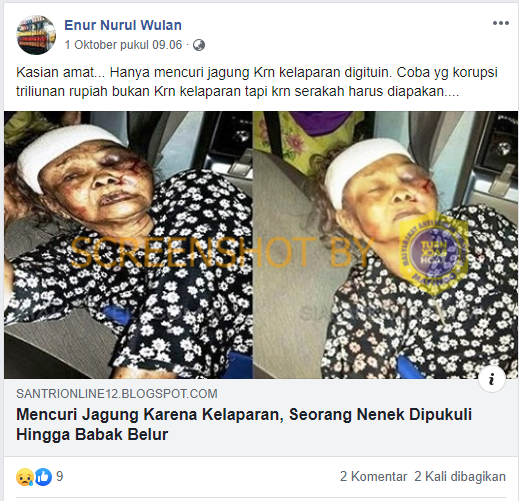 Enur Nurul Wulan
1 Oktober pukul 09.06
Kasian amat... Hanya mencuri jagung Krn kelaparan digituin. Coba yg korupsi
triliunan rupiah bukan Krn kelaparan tapi krn serakah harus diapakan....
SCREENSHOT BY
TURN
BACK
HOAX
SANTRIONLINE12.BLOGSPOT.COM
Mencuri Jagung Karena Kelaparan, Seorang Nenek Dipukuli
Hingga Babak Belur
9
2 Komentar 2 Kali dibagikan